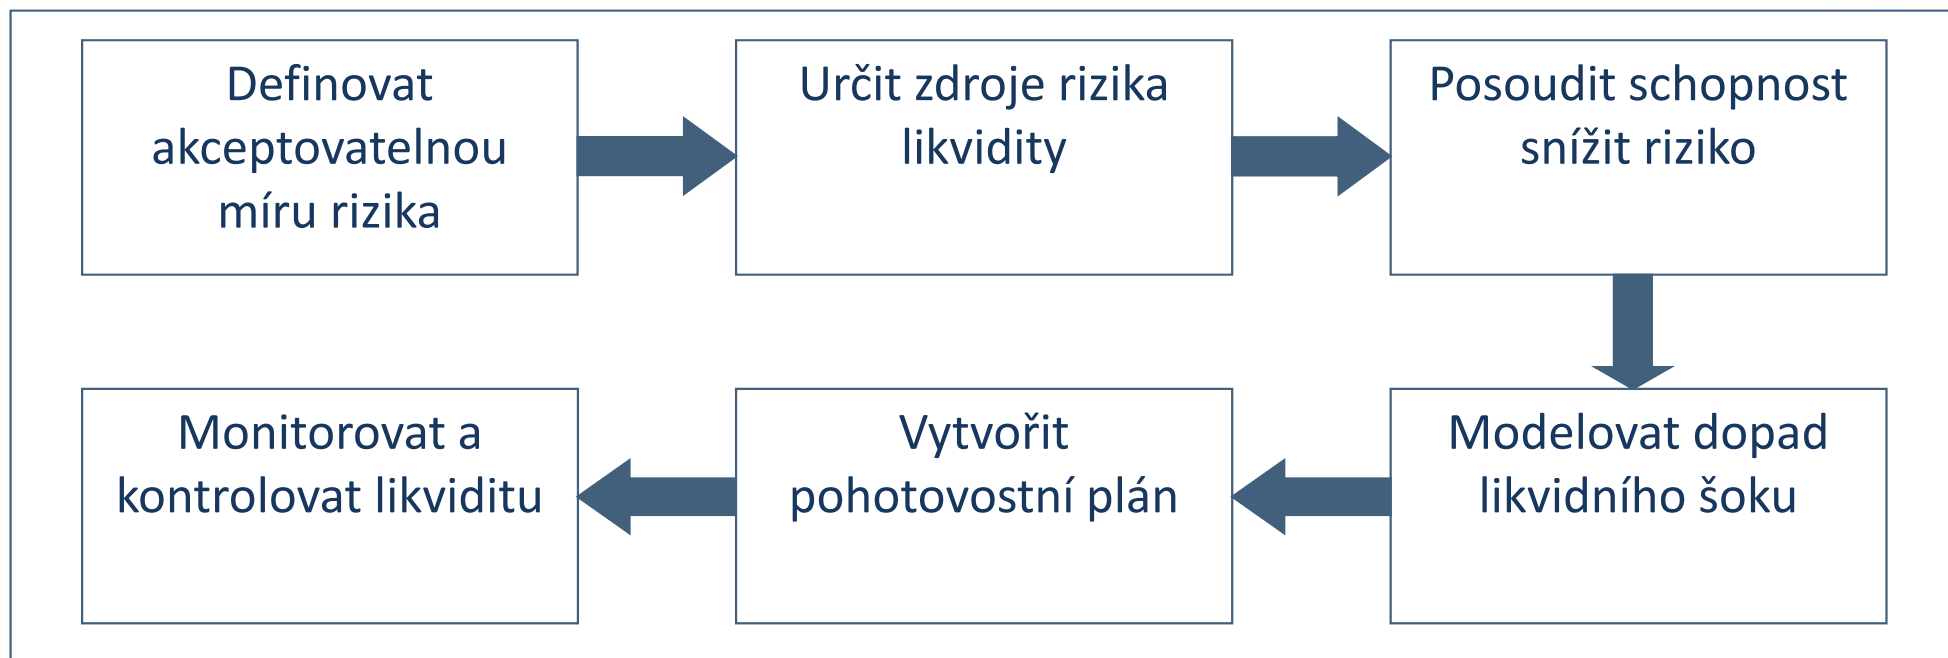 Definovat
akceptovatelnou
míru rizika
Určit zdroje rizika
likvidity
Posoudit schopnost
snížit riziko
Modelovat dopad
likvidního šoku
Vytvořit
pohotovostní plán
Monitorovat a
kontrolovat likviditu